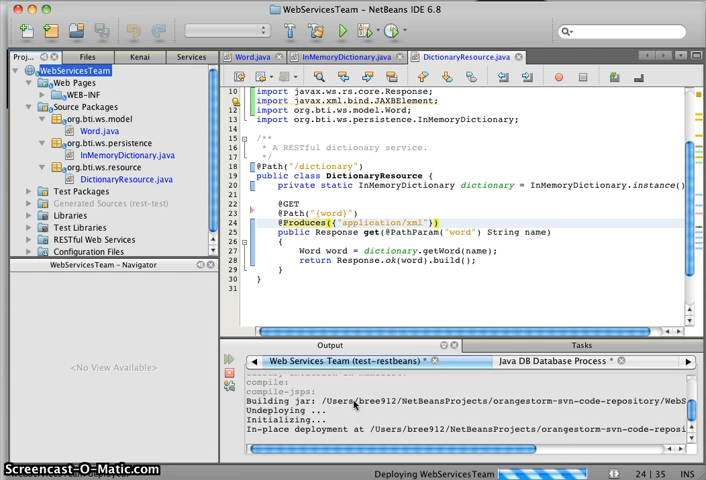 WebServicesTeam - NetBeans IDE 6.8
Proj...
Files
Kenai
Services
WebServicesTeam
Web Pages
WEB-INF
Source Packages
org.bti.ws.model
Word.java
org.bti.ws.persistence
InMemoryDictionary.java
org.bti.ws.resource
DictionaryResource.java
Test Packages
Generated Sources (rest-test)
Libraries
Test Libraries
RESTful Web Services
Configuration Files
WebServicesTeam - Navigator
<No View Available>
Word.java
InMemoryDictionary.java
DictionaryResource.java
10 import javax.ws.rs.core.Response;
import javax.xml.bind.JAXBElement;
12 import org.bti.ws.model.Word;
13 import org.bti.ws.persistence.InMemoryDictionary;
14
15 /**
16 * A RESTful dictionary service.
17 */
18 @Path("/dictionary")
19 public class DictionaryResource {
20 private static InMemoryDictionary dictionary = InMemoryDictionary.instance()
21
22 @GET
23 @Path("{word}")
24 @Produces({"application/xml"})
25 public Response get(@PathParam("word") String name)
26 {
27 Word word = dictionary.getWord(name);
28 return Response.ok(word).build();
29 }
30 }
31
Output
Tasks
Web Services Team (test-restbeans) *
Java DB Database Process *
compile:
compile-jsps:
Building jar: /Users/bree912/NetBeansProjects/orangestorm-svn-code-repository/WebS
Undeploying ...
Initializing...
In-place deployment at /Users/bree912/NetBeansProjects/orangestorm-svn-code-reposi
Screencast-O-Matic.com
Deploying WebServicesTeam
24 | 35
INS